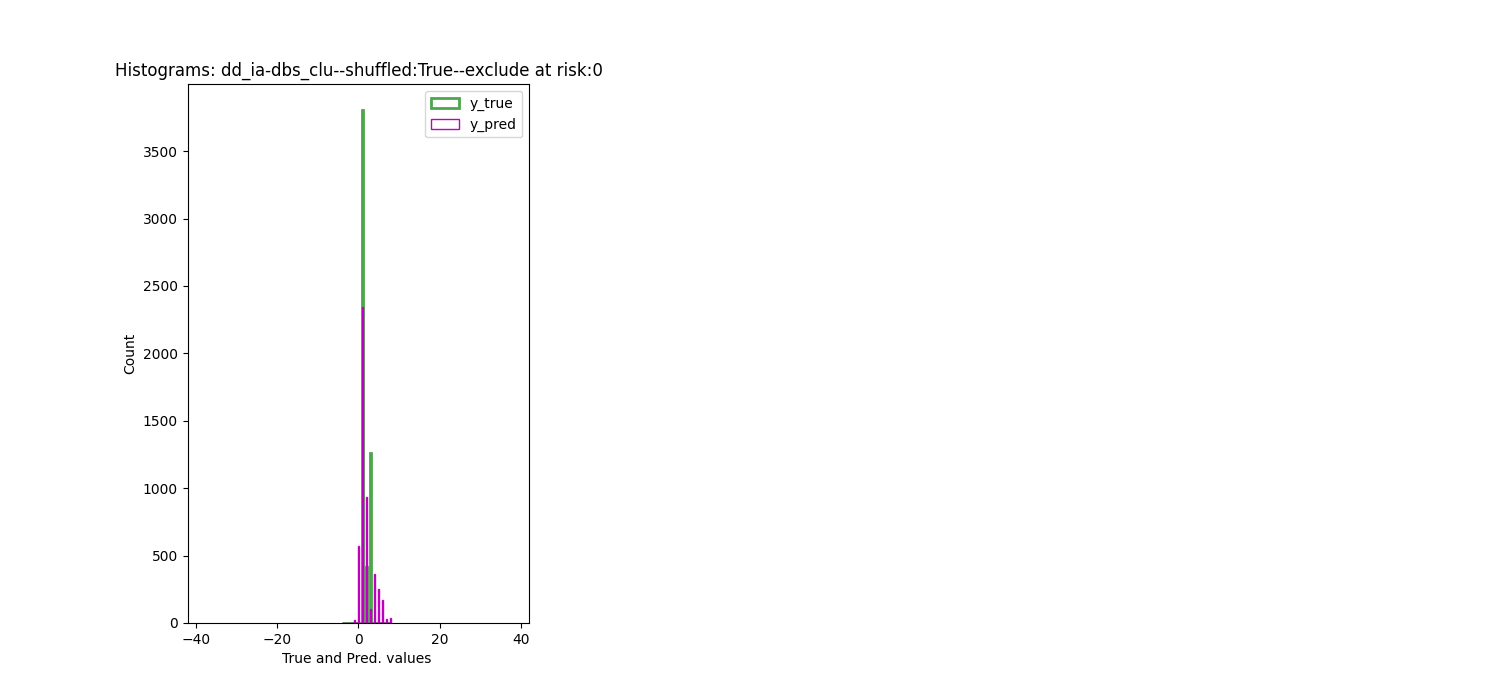 Histograms: dd_ia-dbs_clu--shuffled:True--exclude at risk:0
y_true
y_pred
3500
3000
2500
2000
1500
1000
500
0
Count
−40
−20
0
20
40
True and Pred. values